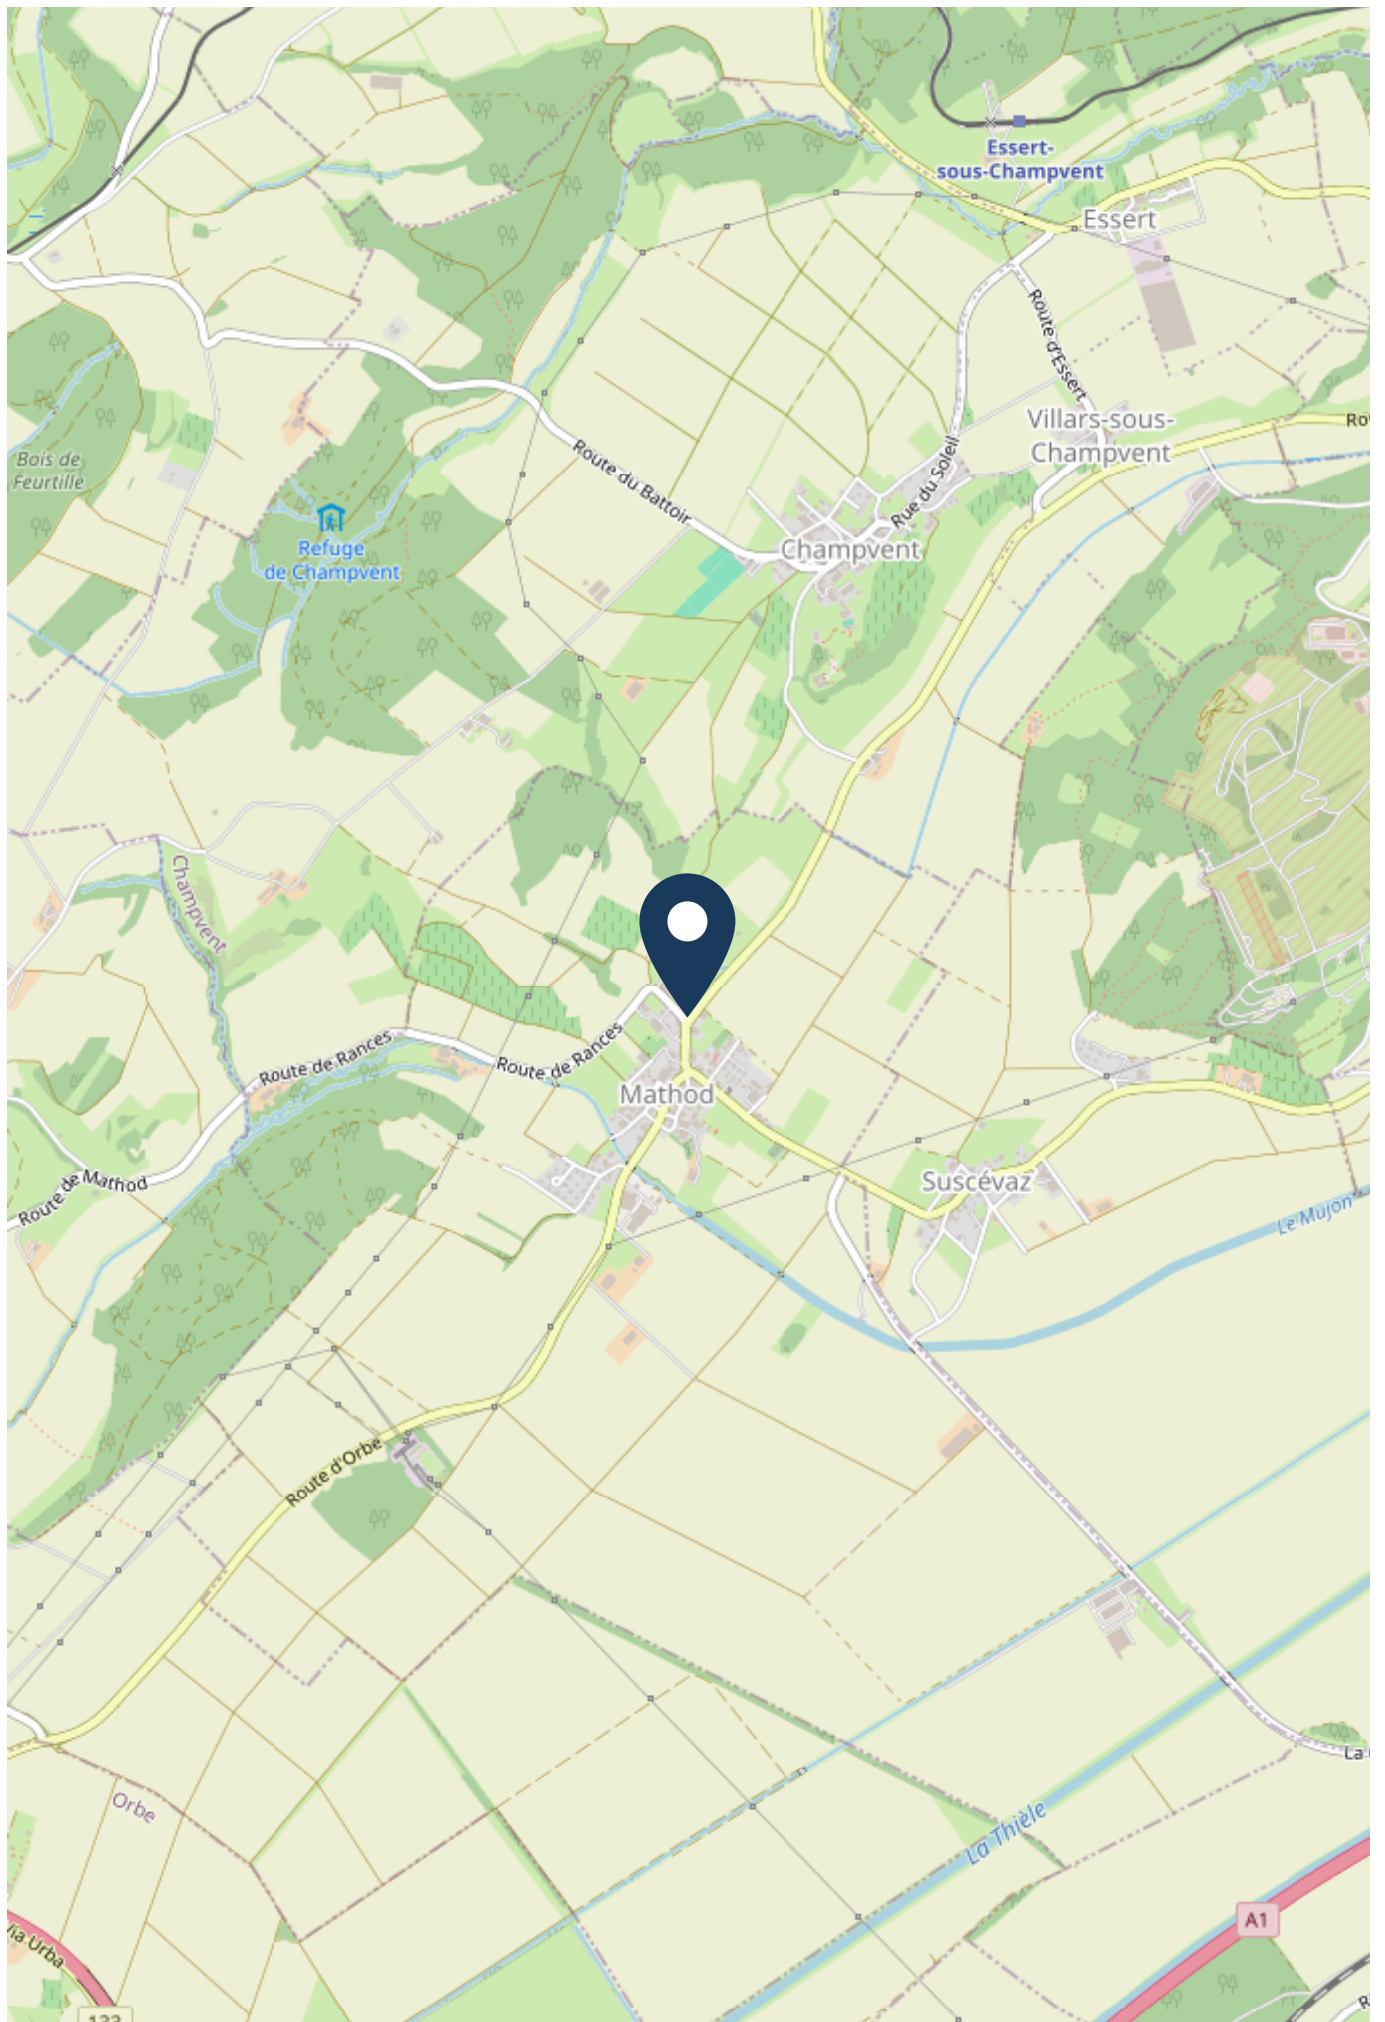 Essert-
sous-Champvent
Essert
Route d'Essert
Villars-sous-
Champvent
Bois de
Feurtille
Route du Battoir
Rue du Soleil
Champvent
Refuge
de Champvent
Champvent
Route de Rances
Route de Rances
Mathod
Route de Mathod
Suscévaz
Le Mujon
Route d'Orbe
Orbe
La Thièle
La
A1
Via Urba
133